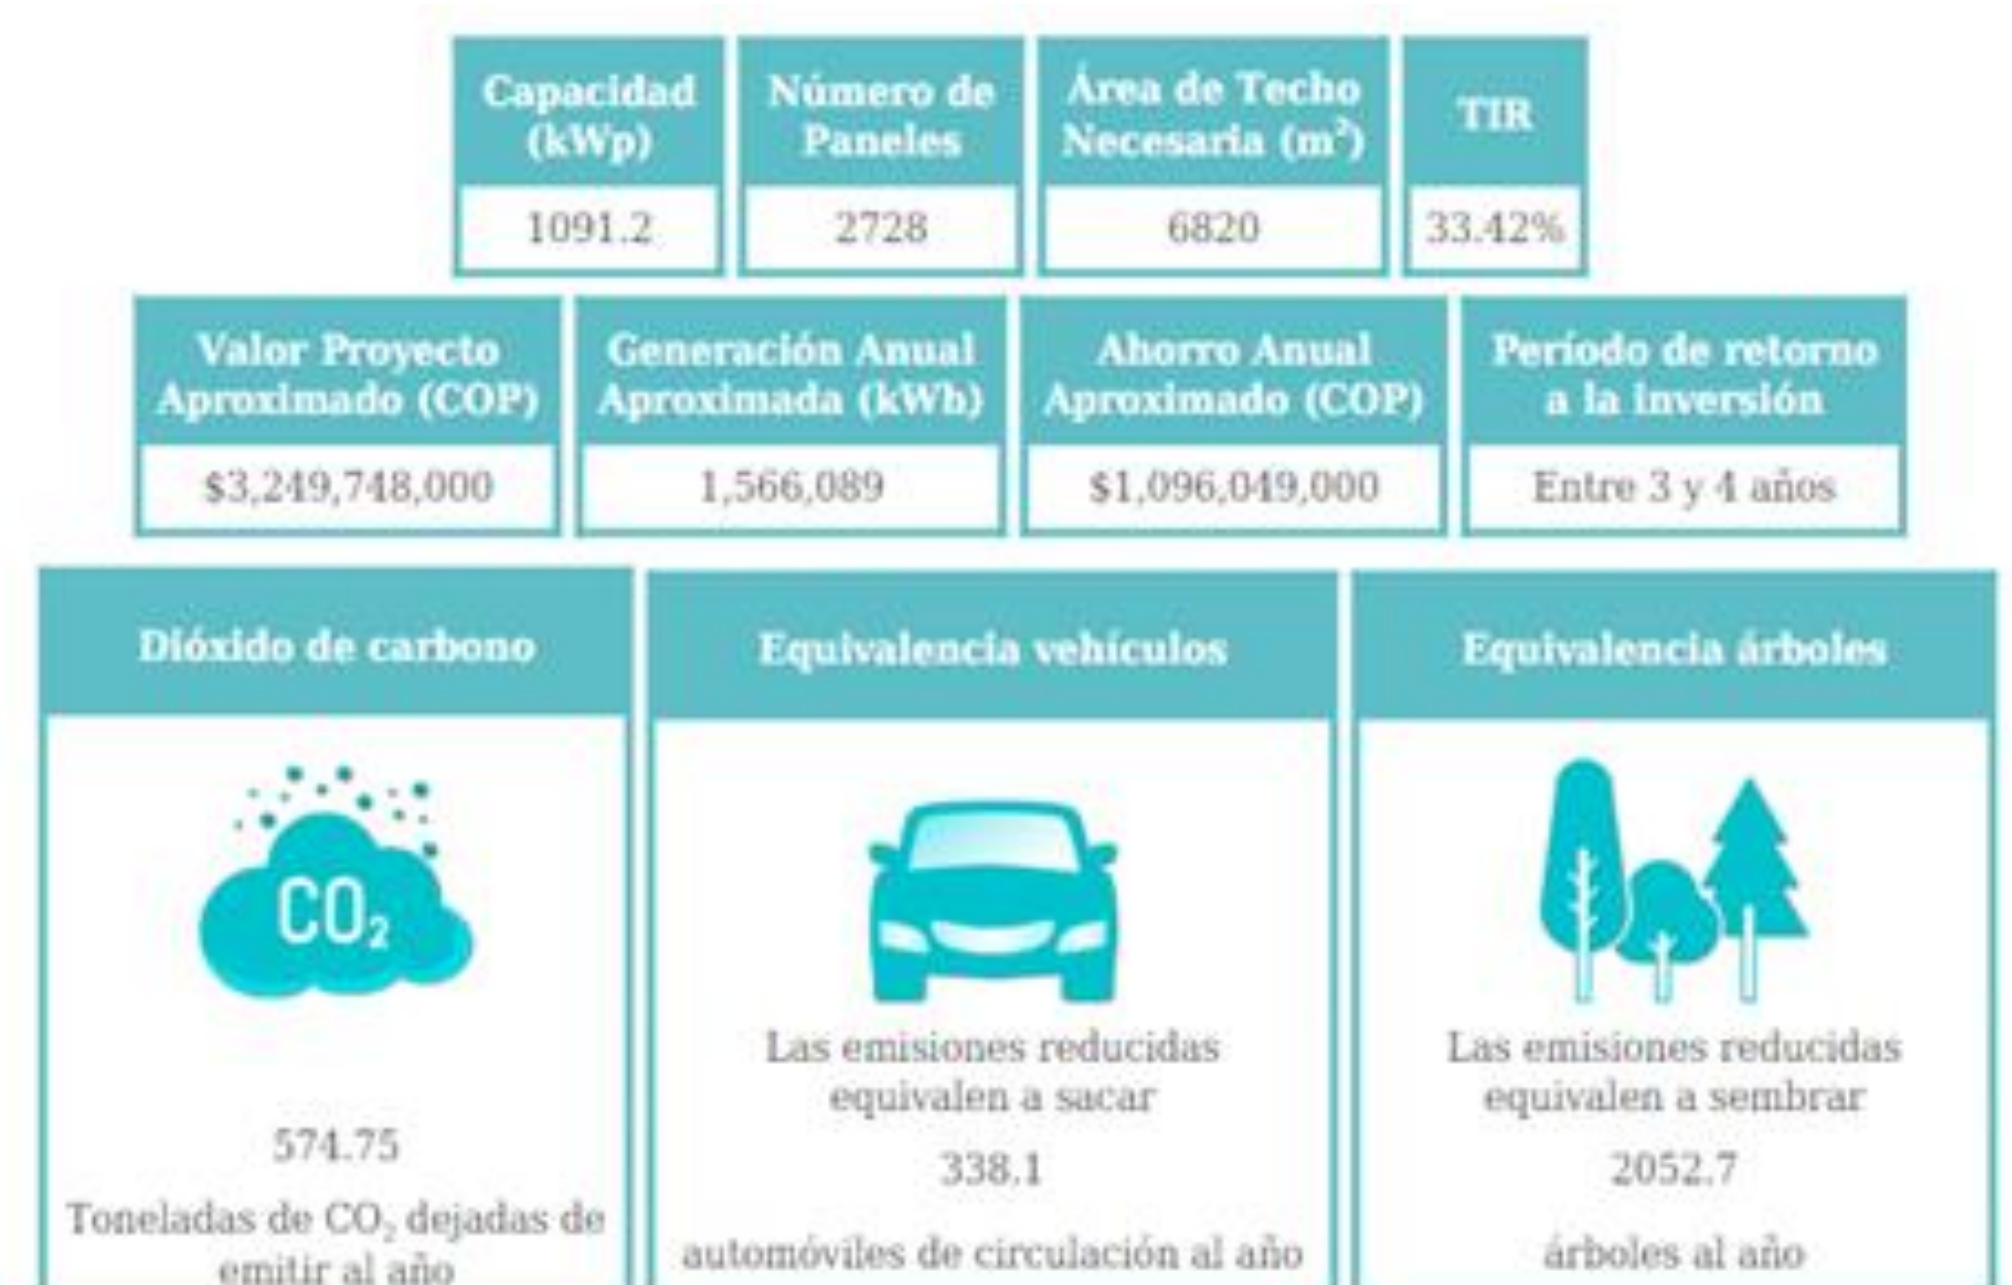 Capacidad
(kWp)
Número de
Paneles
Área de Techo
Necesaria (m²)
TIR
1091.2
2728
6820
33.42%
Valor Proyecto
Aproximado (COP)
Generación Anual
Aproximada (kWh)
Ahorro Anual
Aproximado (COP)
Período de retorno
a la inversión
$3,249,748,000
1,566,089
$1,096,049,000
Entre 3 y 4 años
Dióxido de carbono
CO₂
574.75
Toneladas de CO₂ dejadas de
emitir al año
Equivalencia vehículos
Las emisiones reducidas
equivalen a sacar
338.1
automóviles de circulación al año
Equivalencia árboles
Las emisiones reducidas
equivalen a sembrar
2052.7
árboles al año